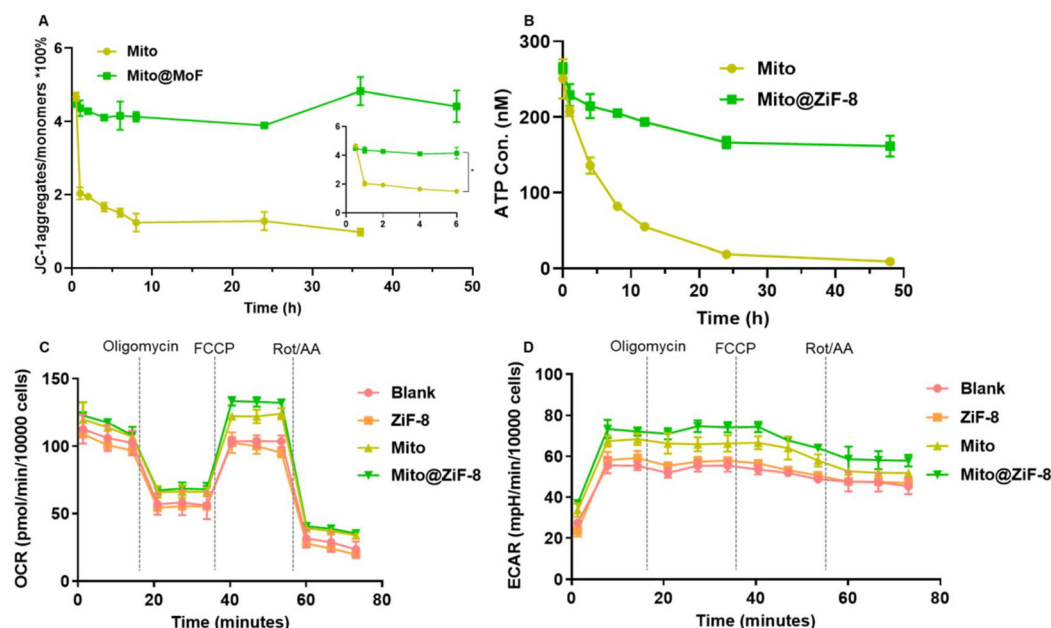 A
JC-1aggregates/monomers *100%
6
4
2
0
Mito
Mito@MoF
6
4
2
0
0 2 4 6
0 10 20 30 40 50
Time (h)
B
ATP Con. (nM)
300
200
100
0
Mito
Mito@ZiF-8
0 10 20 30 40 50
Time (h)
C
Oligomycin FCCP Rot/AA
OCR (pmol/min/10000 cells)
150
100
50
0
Blank
ZiF-8
Mito
Mito@ZiF-8
0 20 40 60 80
Time (minutes)
D
Oligomycin FCCP Rot/AA
ECAR (mpH/min/10000 cells)
100
80
60
40
20
0
Blank
ZiF-8
Mito
Mito@ZiF-8
0 20 40 60 80
Time (minutes)